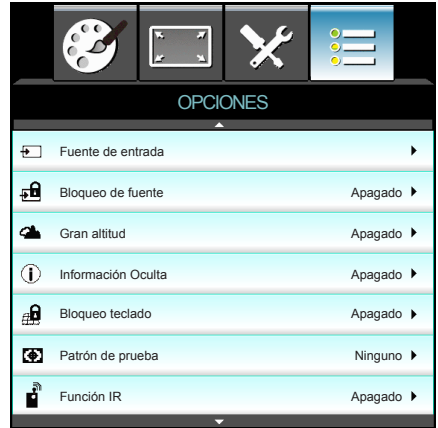 OPCIONES
Fuente de entrada
Bloqueo de fuente Apagado
Gran altitud Apagado
Información Oculta Apagado
Bloqueo teclado Apagado
Patrón de prueba Ninguno
Función IR Apagado